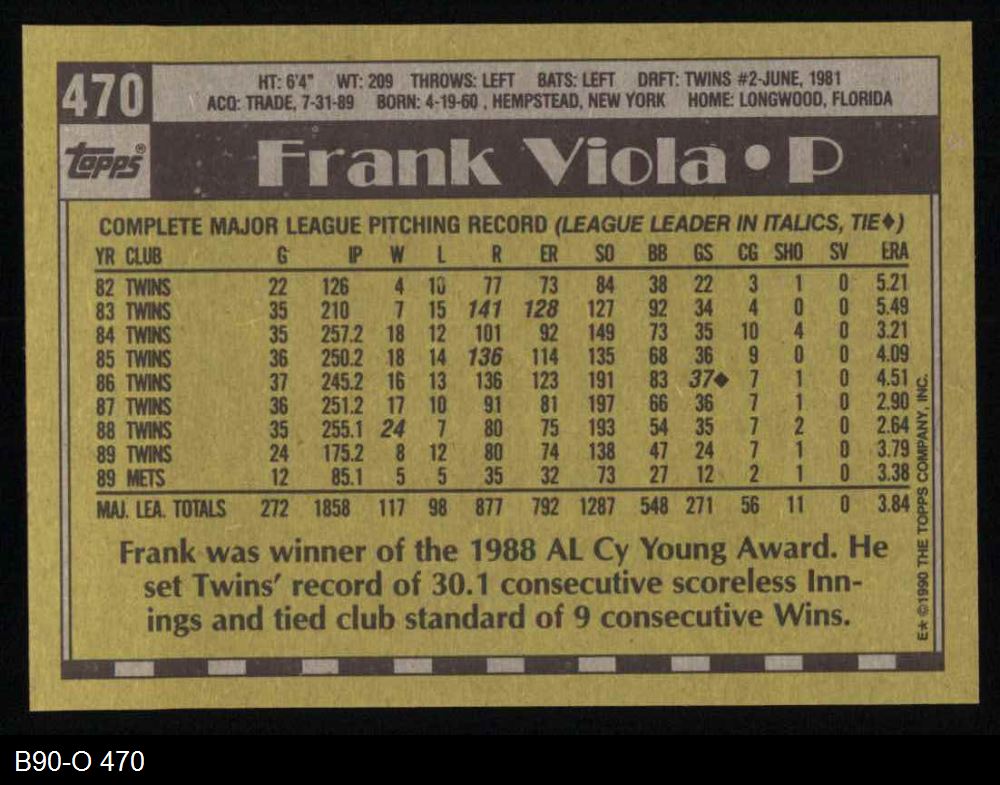 470
HT: 6'4" WT: 209 THROWS: LEFT BATS: LEFT DRFT: TWINS #2-JUNE, 1981
ACQ: TRADE, 7-31-89 BORN: 4-19-60 , HEMPSTEAD, NEW YORK HOME: LONGWOOD, FLORIDA
TOPPS®
Frank Viola • P
COMPLETE MAJOR LEAGUE PITCHING RECORD (LEAGUE LEADER IN ITALICS, TIE♦)
YR CLUB G IP W L R ER SO BB GS CG SHO SV ERA
82 TWINS 22 126 4 10 77 73 84 38 22 3 1 0 5.21
83 TWINS 35 210 7 15 141 128 127 92 34 4 0 0 5.49
84 TWINS 35 257.2 18 12 101 92 149 73 35 10 4 0 3.21
85 TWINS 36 250.2 18 14 136 114 135 68 36 9 0 0 4.09
86 TWINS 37 245.2 16 13 136 123 191 83 37♦ 7 1 0 4.51
87 TWINS 36 251.2 17 10 91 81 197 66 36 7 1 0 2.90
88 TWINS 35 255.1 24 7 80 75 193 54 35 7 2 0 2.64
89 TWINS 24 175.2 8 12 80 74 138 47 24 7 1 0 3.79
89 METS 12 85.1 5 5 35 32 73 27 12 2 1 0 3.38
MAJ. LEA. TOTALS 272 1858 117 98 877 792 1287 548 271 56 11 0 3.84
Frank was winner of the 1988 AL Cy Young Award. He
set Twins' record of 30.1 consecutive scoreless Inn-
ings and tied club standard of 9 consecutive Wins.
E★ ©1990 THE TOPPS COMPANY, INC.
B90-O 470